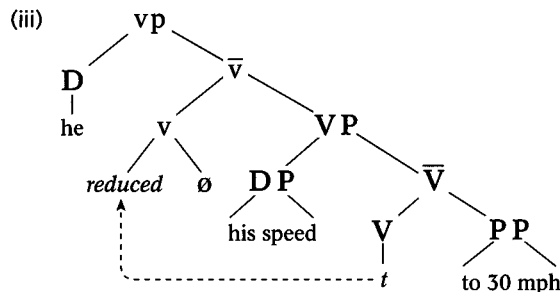 (iii) vp
D v̄
he
v VP
reduced ø DP V̄
his speed V PP
t to 30 mph